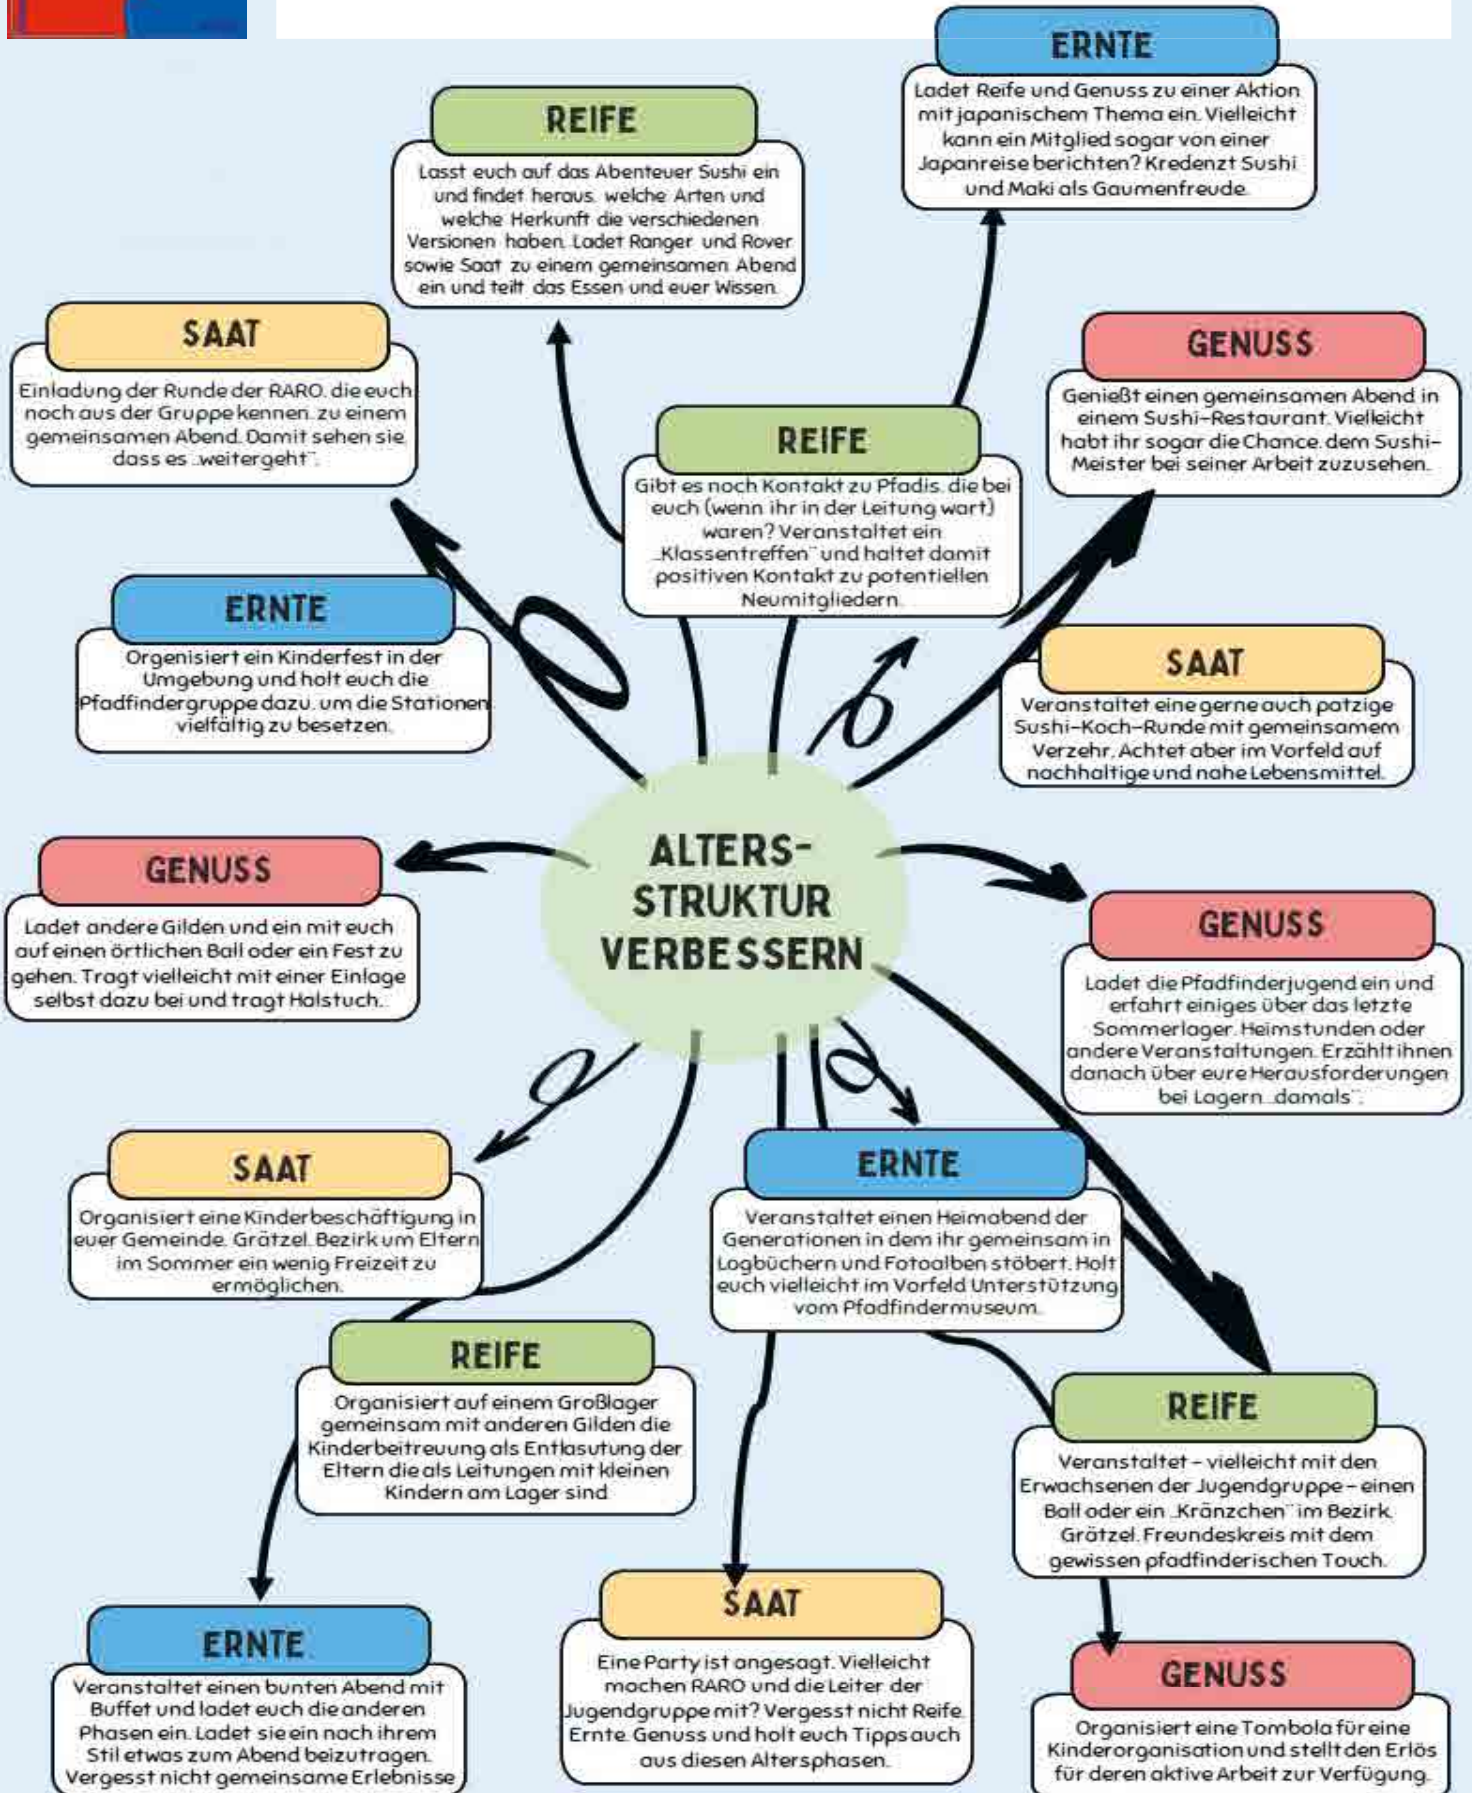 ERNTE
Ladet Reife und Genuss zu einer Aktion
mit japanischem Thema ein. Vielleicht
kann ein Mitglied sogar von einer
Japanreise berichten? Kredenzt Sushi
und Maki als Gaumenfreude.
REIFE
Lasst euch auf das Abenteuer Sushi ein
und findet heraus, welche Arten und
welche Herkunft die verschiedenen
Versionen haben. Ladet Ranger und Rover
sowie Saat zu einem gemeinsamen Abend
ein und teilt das Essen und euer Wissen.
SAAT
Einladung der Runde der RARO, die euch
noch aus der Gruppe kennen, zu einem
gemeinsamen Abend. Damit sehen sie,
dass es „weitergeht“.
GENUSS
Genießt einen gemeinsamen Abend in
einem Sushi-Restaurant. Vielleicht
habt ihr sogar die Chance, dem Sushi-
Meister bei seiner Arbeit zuzusehen.
REIFE
Gibt es noch Kontakt zu Pfadis, die bei
euch (wenn ihr in der Leitung wart)
waren? Veranstaltet ein
„Klassentreffen“ und haltet damit
positiven Kontakt zu potentiellen
Neumitgliedern.
ERNTE
Orgenisiert ein Kinderfest in der
Umgebung und holt euch die
Pfadfindergruppe dazu, um die Stationen
vielfältig zu besetzen.
SAAT
Veranstaltet eine gerne auch patzige
Sushi-Koch-Runde mit gemeinsamem
Verzehr. Achtet aber im Vorfeld auf
nachhaltige und nahe Lebensmittel.
ALTERS-
STRUKTUR
VERBESSERN
GENUSS
Ladet andere Gilden und ein mit euch
auf einen örtlichen Ball oder ein Fest zu
gehen. Tragt vielleicht mit einer Einlage
selbst dazu bei und tragt Halstuch.
GENUSS
Ladet die Pfadfinderjugend ein und
erfahrt einiges über das letzte
Sommerlager, Heimstunden oder
andere Veranstaltungen. Erzählt ihnen
danach über eure Herausforderungen
bei Lagern „damals“.
SAAT
Organisiert eine Kinderbeschäftigung in
euer Gemeinde, Grätzel, Bezirk um Eltern
im Sommer ein wenig Freizeit zu
ermöglichen.
ERNTE
Veranstaltet einen Heimabend der
Generationen in dem ihr gemeinsam in
Logbüchern und Fotoalben stöbert. Holt
euch vielleicht im Vorfeld Unterstützung
vom Pfadfindermuseum.
REIFE
Organisiert auf einem Großlager
gemeinsam mit anderen Gilden die
Kinderbeitreuung als Entlasutung der
Eltern die als Leitungen mit kleinen
Kindern am Lager sind
REIFE
Veranstaltet – vielleicht mit den
Erwachsenen der Jugendgruppe – einen
Ball oder ein „Kränzchen“ im Bezirk,
Grätzel, Freundeskreis mit dem
gewissen pfadfinderischen Touch.
ERNTE
Veranstaltet einen bunten Abend mit
Buffet und ladet euch die anderen
Phasen ein. Ladet sie ein nach ihrem
Stil etwas zum Abend beizutragen.
Vergesst nicht gemeinsame Erlebnisse
SAAT
Eine Party ist angesagt. Vielleicht
machen RARO und die Leiter der
Jugendgruppe mit? Vergesst nicht Reife,
Ernte, Genuss und holt euch Tipps auch
aus diesen Altersphasen.
GENUSS
Organisiert eine Tombola für eine
Kinderorganisation und stellt den Erlös
für deren aktive Arbeit zur Verfügung.